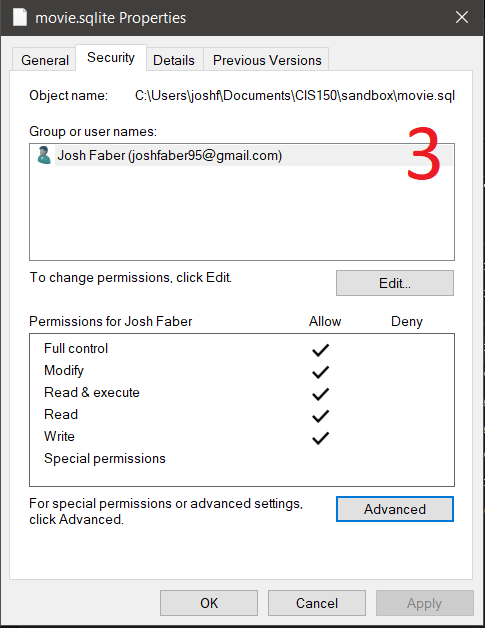 movie.sqlite Properties
General Security Details Previous Versions
Object name: C:\Users\joshf\Documents\CIS150\sandbox\movie.sql
Group or user names:
Josh Faber (joshfaber95@gmail.com)
3
To change permissions, click Edit.
Edit...
Permissions for Josh Faber Allow Deny
Full control
Modify
Read & execute
Read
Write
Special permissions
For special permissions or advanced settings,
click Advanced.
Advanced
OK Cancel Apply